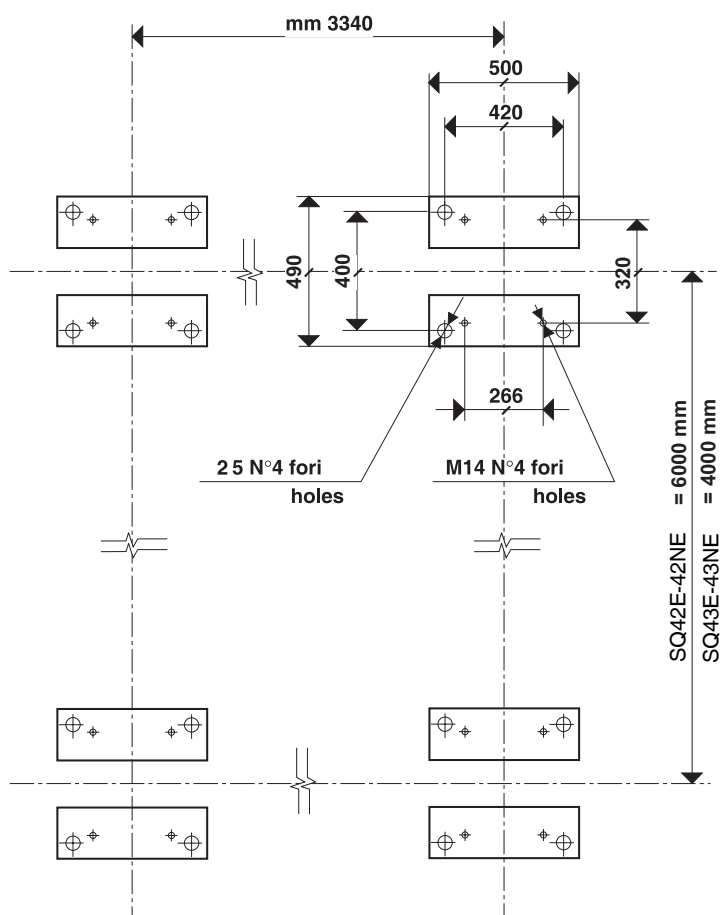 mm 3340
500
420
490
400
320
266
2 5 N°4 fori
holes
M14 N°4 fori
holes
SQ42E-42NE = 6000 mm
SQ43E-43NE = 4000 mm